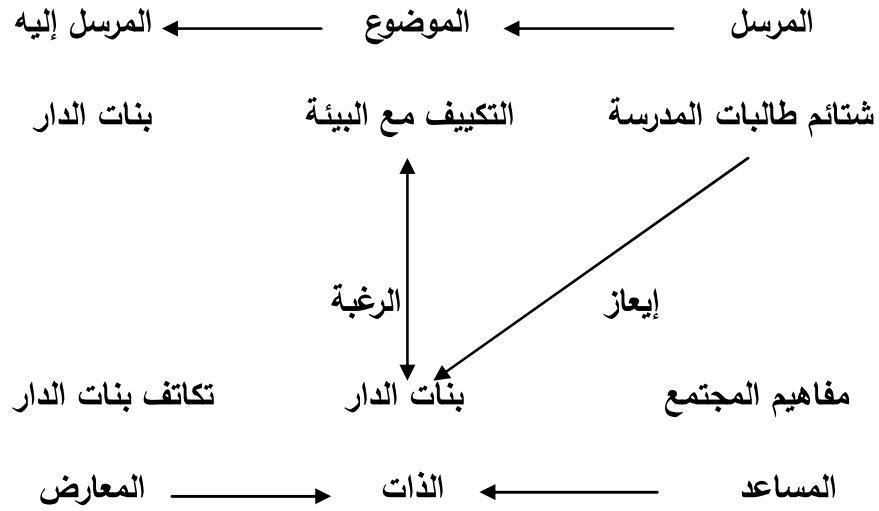 المرسل الموضوع المرسل إليه
شتائم طالبات المدرسة التكييف مع البيئة بنات الدار
إيعاز الرغبة
مفاهيم المجتمع بنات الدار تكاتف بنات الدار
المساعد الذات المعارض